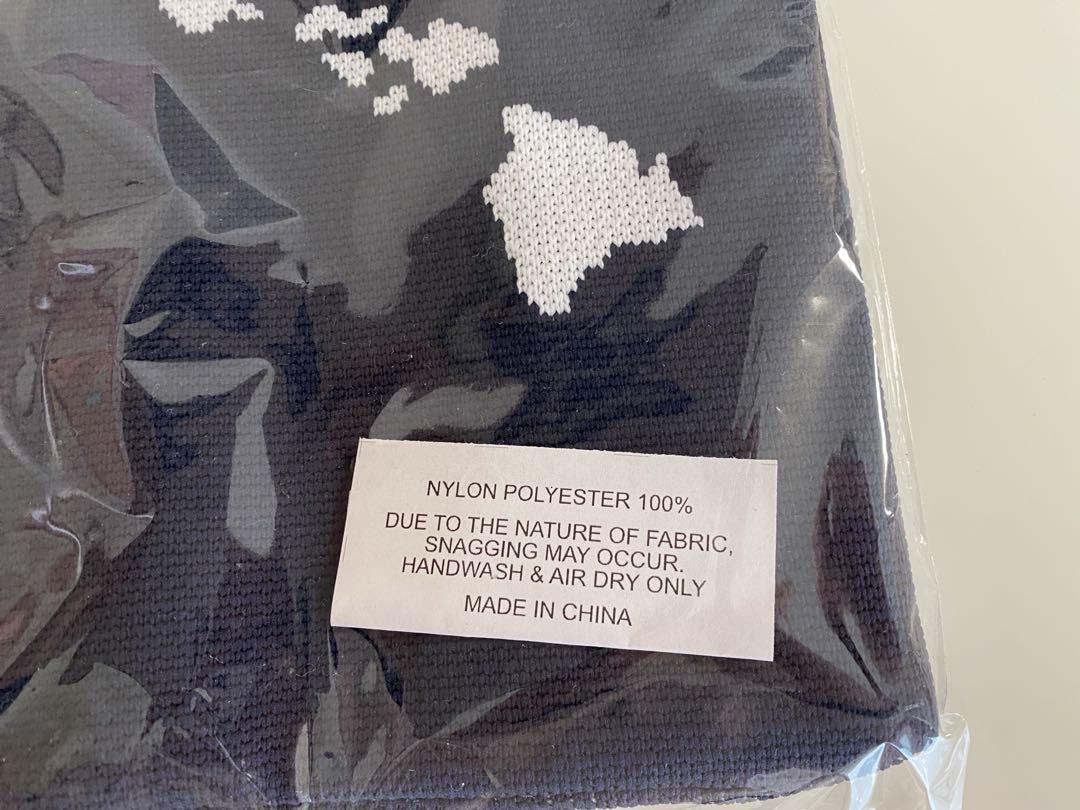 NYLON POLYESTER 100%
DUE TO THE NATURE OF FABRIC,
SNAGGING MAY OCCUR.
HANDWASH & AIR DRY ONLY
MADE IN CHINA